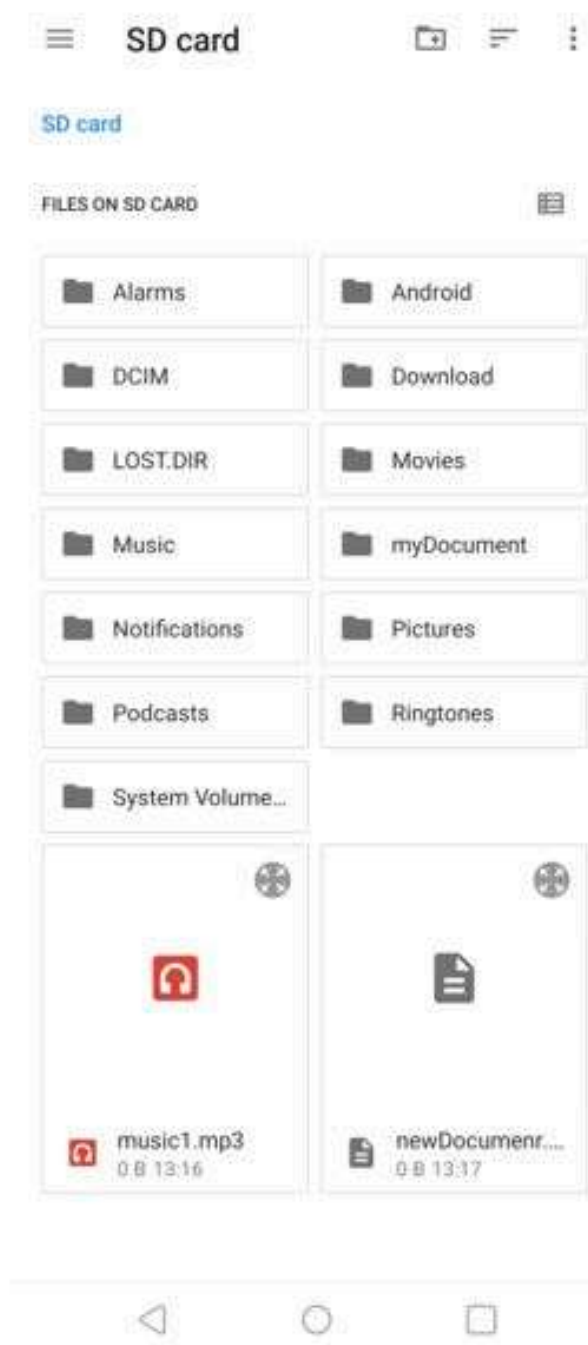 SD card
SD card
FILES ON SD CARD
Alarms
Android
DCIM
Download
LOST.DIR
Movies
Music
myDocument
Notifications
Pictures
Podcasts
Ringtones
System Volume...
music1.mp3
0 B 13:16
newDocumenr....
0 B 13:17